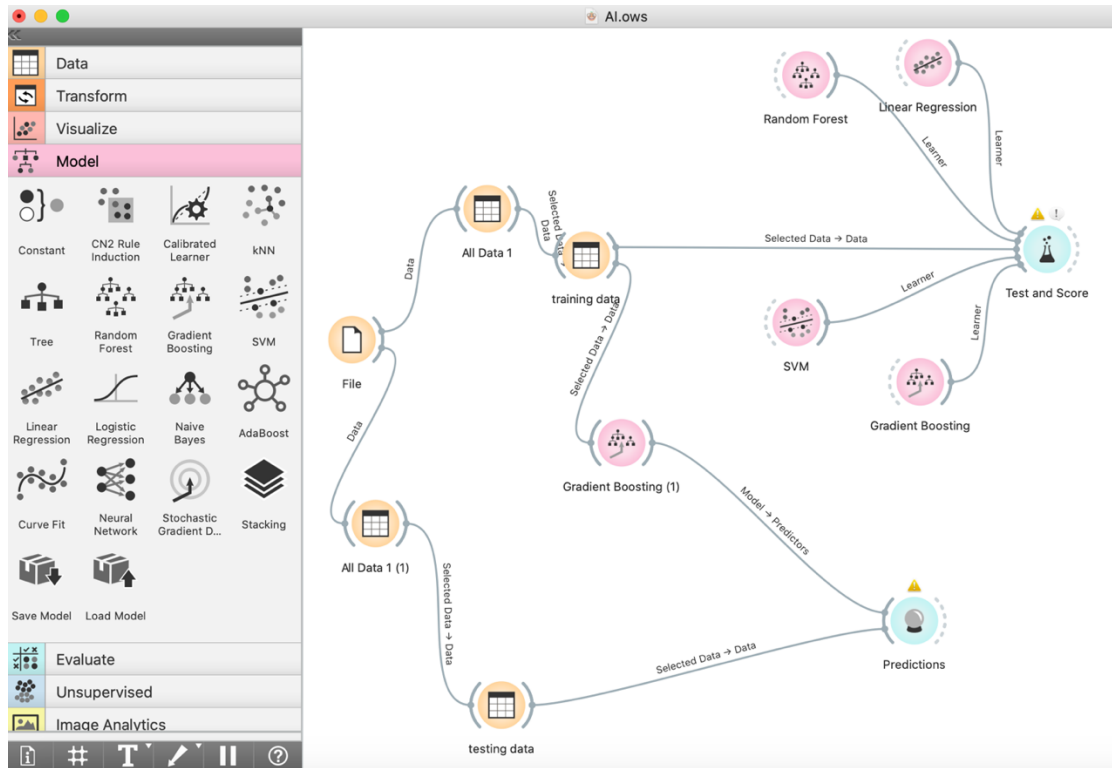 AI.ows
Data
Transform
Visualize
Model
Constant
CN2 Rule
Induction
Calibrated
Learner
kNN
Tree
Random
Forest
Gradient
Boosting
SVM
Linear
Regression
Logistic
Regression
Naive
Bayes
AdaBoost
Curve Fit
Neural
Network
Stochastic
Gradient D...
Stacking
Save Model
Load Model
Evaluate
Unsupervised
Image Analytics
Random Forest
Linear Regression
Learner
Learner
All Data 1
Selected Data →
Data
Data
training data
Selected Data → Data
Test and Score
Learner
SVM
Learner
Gradient Boosting
File
Selected Data → Data
Data
Gradient Boosting (1)
Model → Predictors
All Data 1 (1)
Selected Data → Data
Predictions
Selected Data → Data
testing data